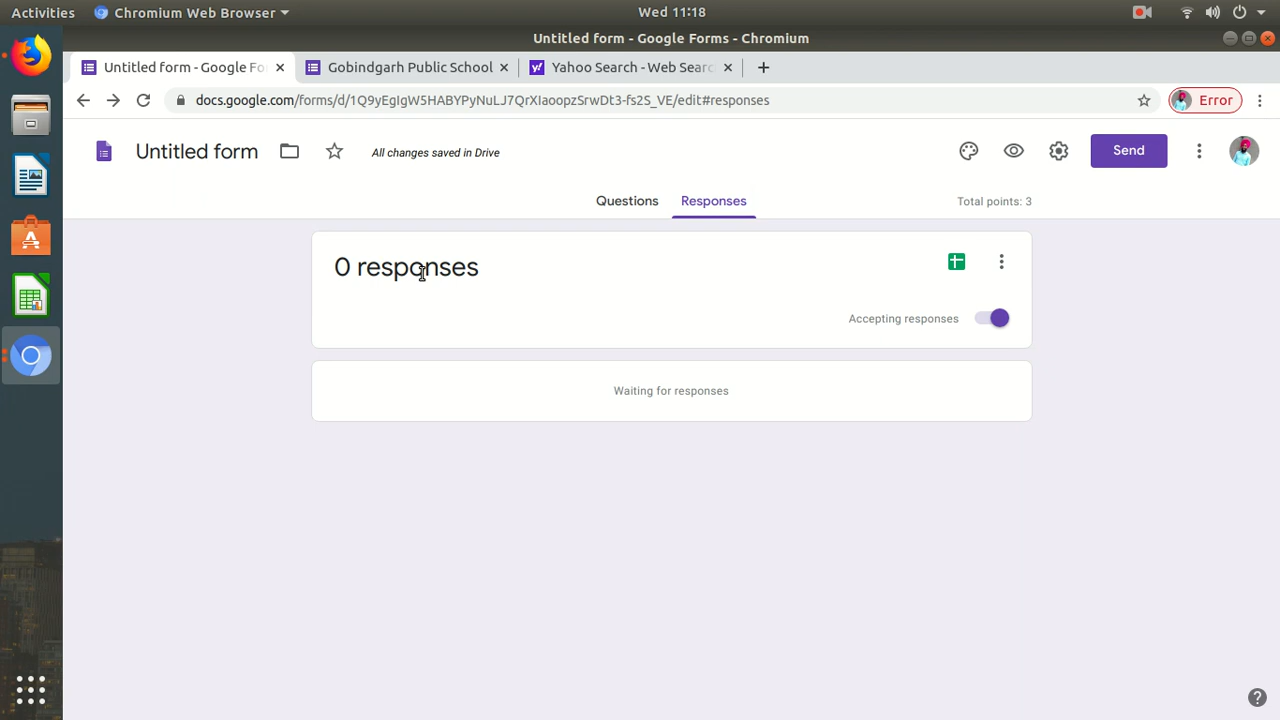 Activities
Chromium Web Browser
Wed 11:18
Untitled form - Google Forms - Chromium
Untitled form - Google Fo
Gobindgarh Public School
Yahoo Search - Web Searc
docs.google.com/forms/d/1Q9yEgIgW5HABYPyNuLJ7QrXIaoopzSrwDt3-fs2S_VE/edit#responses
Error
Untitled form
All changes saved in Drive
Send
Questions
Responses
Total points: 3
0 responses
Accepting responses
Waiting for responses